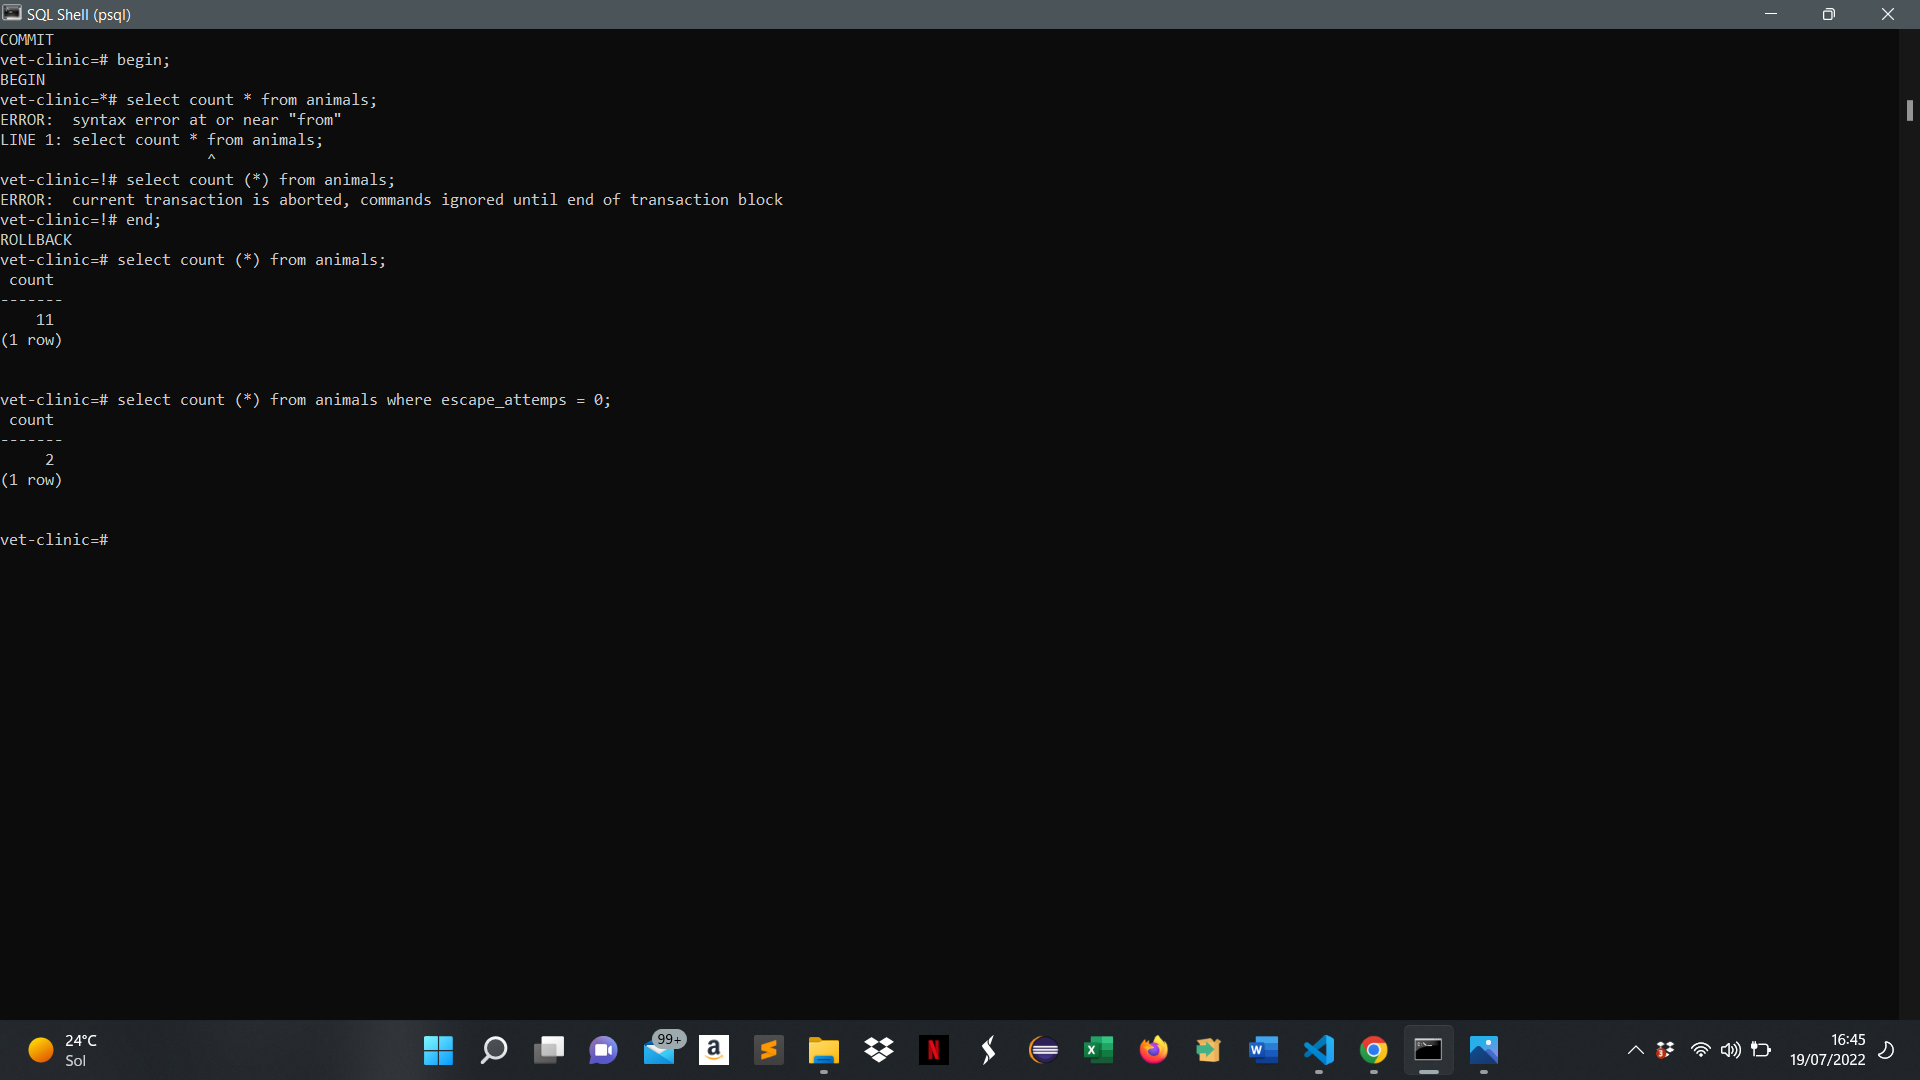 SQL Shell (psql)
COMMIT
vet-clinic=# begin;
BEGIN
vet-clinic=*# select count * from animals;
ERROR:  syntax error at or near "from"
LINE 1: select count * from animals;
^
vet-clinic=!# select count (*) from animals;
ERROR:  current transaction is aborted, commands ignored until end of transaction block
vet-clinic=!# end;
ROLLBACK
vet-clinic=# select count (*) from animals;
count
-------
11
(1 row)
vet-clinic=# select count (*) from animals where escape_attemps = 0;
count
-------
2
(1 row)
vet-clinic=#
24°C
Sol
99+
a
N
X
W
3
16:45
19/07/2022